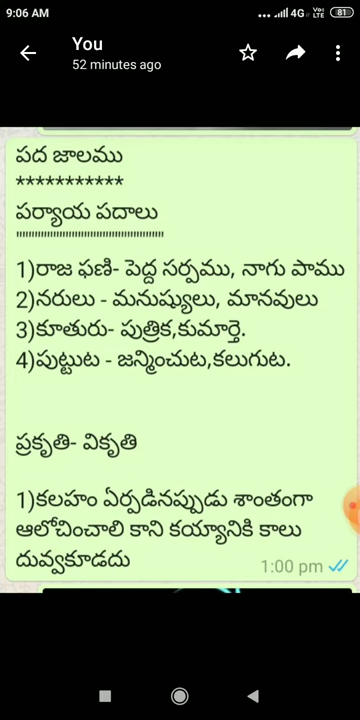 9:06 AM
4G
Vo
LTE
81
You
52 minutes ago
పద జాలము
***********
పర్యాయ పదాలు
""""""""""""""""""""""""""""""""""""""""
1)రాజ ఫణి- పెద్ద సర్పము, నాగు పాము
2)నరులు - మనుష్యులు, మానవులు
3)కూతురు- పుత్రిక,కుమార్తె.
4)పుట్టుట - జన్మించుట,కలుగుట.
ప్రకృతి- వికృతి
1)కలహం ఏర్పడినప్పుడు శాంతంగా
ఆలోచించాలి కాని కయ్యానికి కాలు
దువ్వకూడదు
1:00 pm